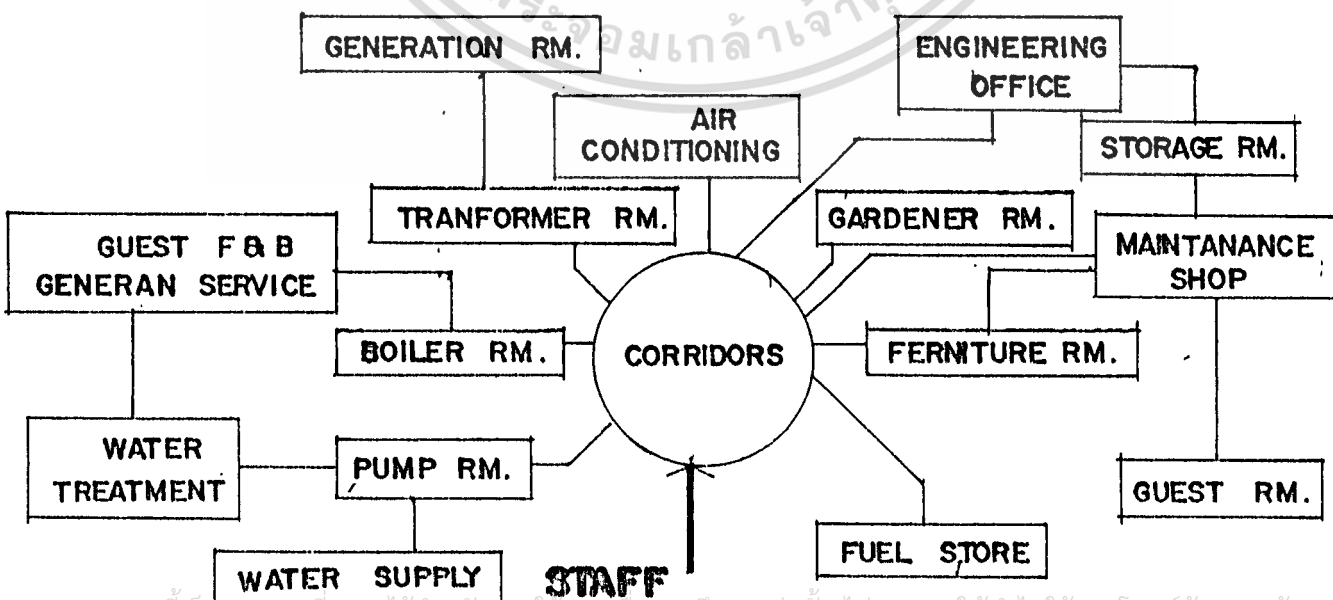 GENERATION RM.
ENGINEERING
OFFICE
AIR
CONDITIONING
STORAGE RM.
TRANFORMER RM.
GARDENER RM.
GUEST F & B
GENERAN SERVICE
MAINTANANCE
SHOP
BOILER RM.
CORRIDORS
FERNITURE RM.
WATER
TREATMENT
PUMP RM.
GUEST RM.
FUEL STORE
WATER SUPPLY
STAFF